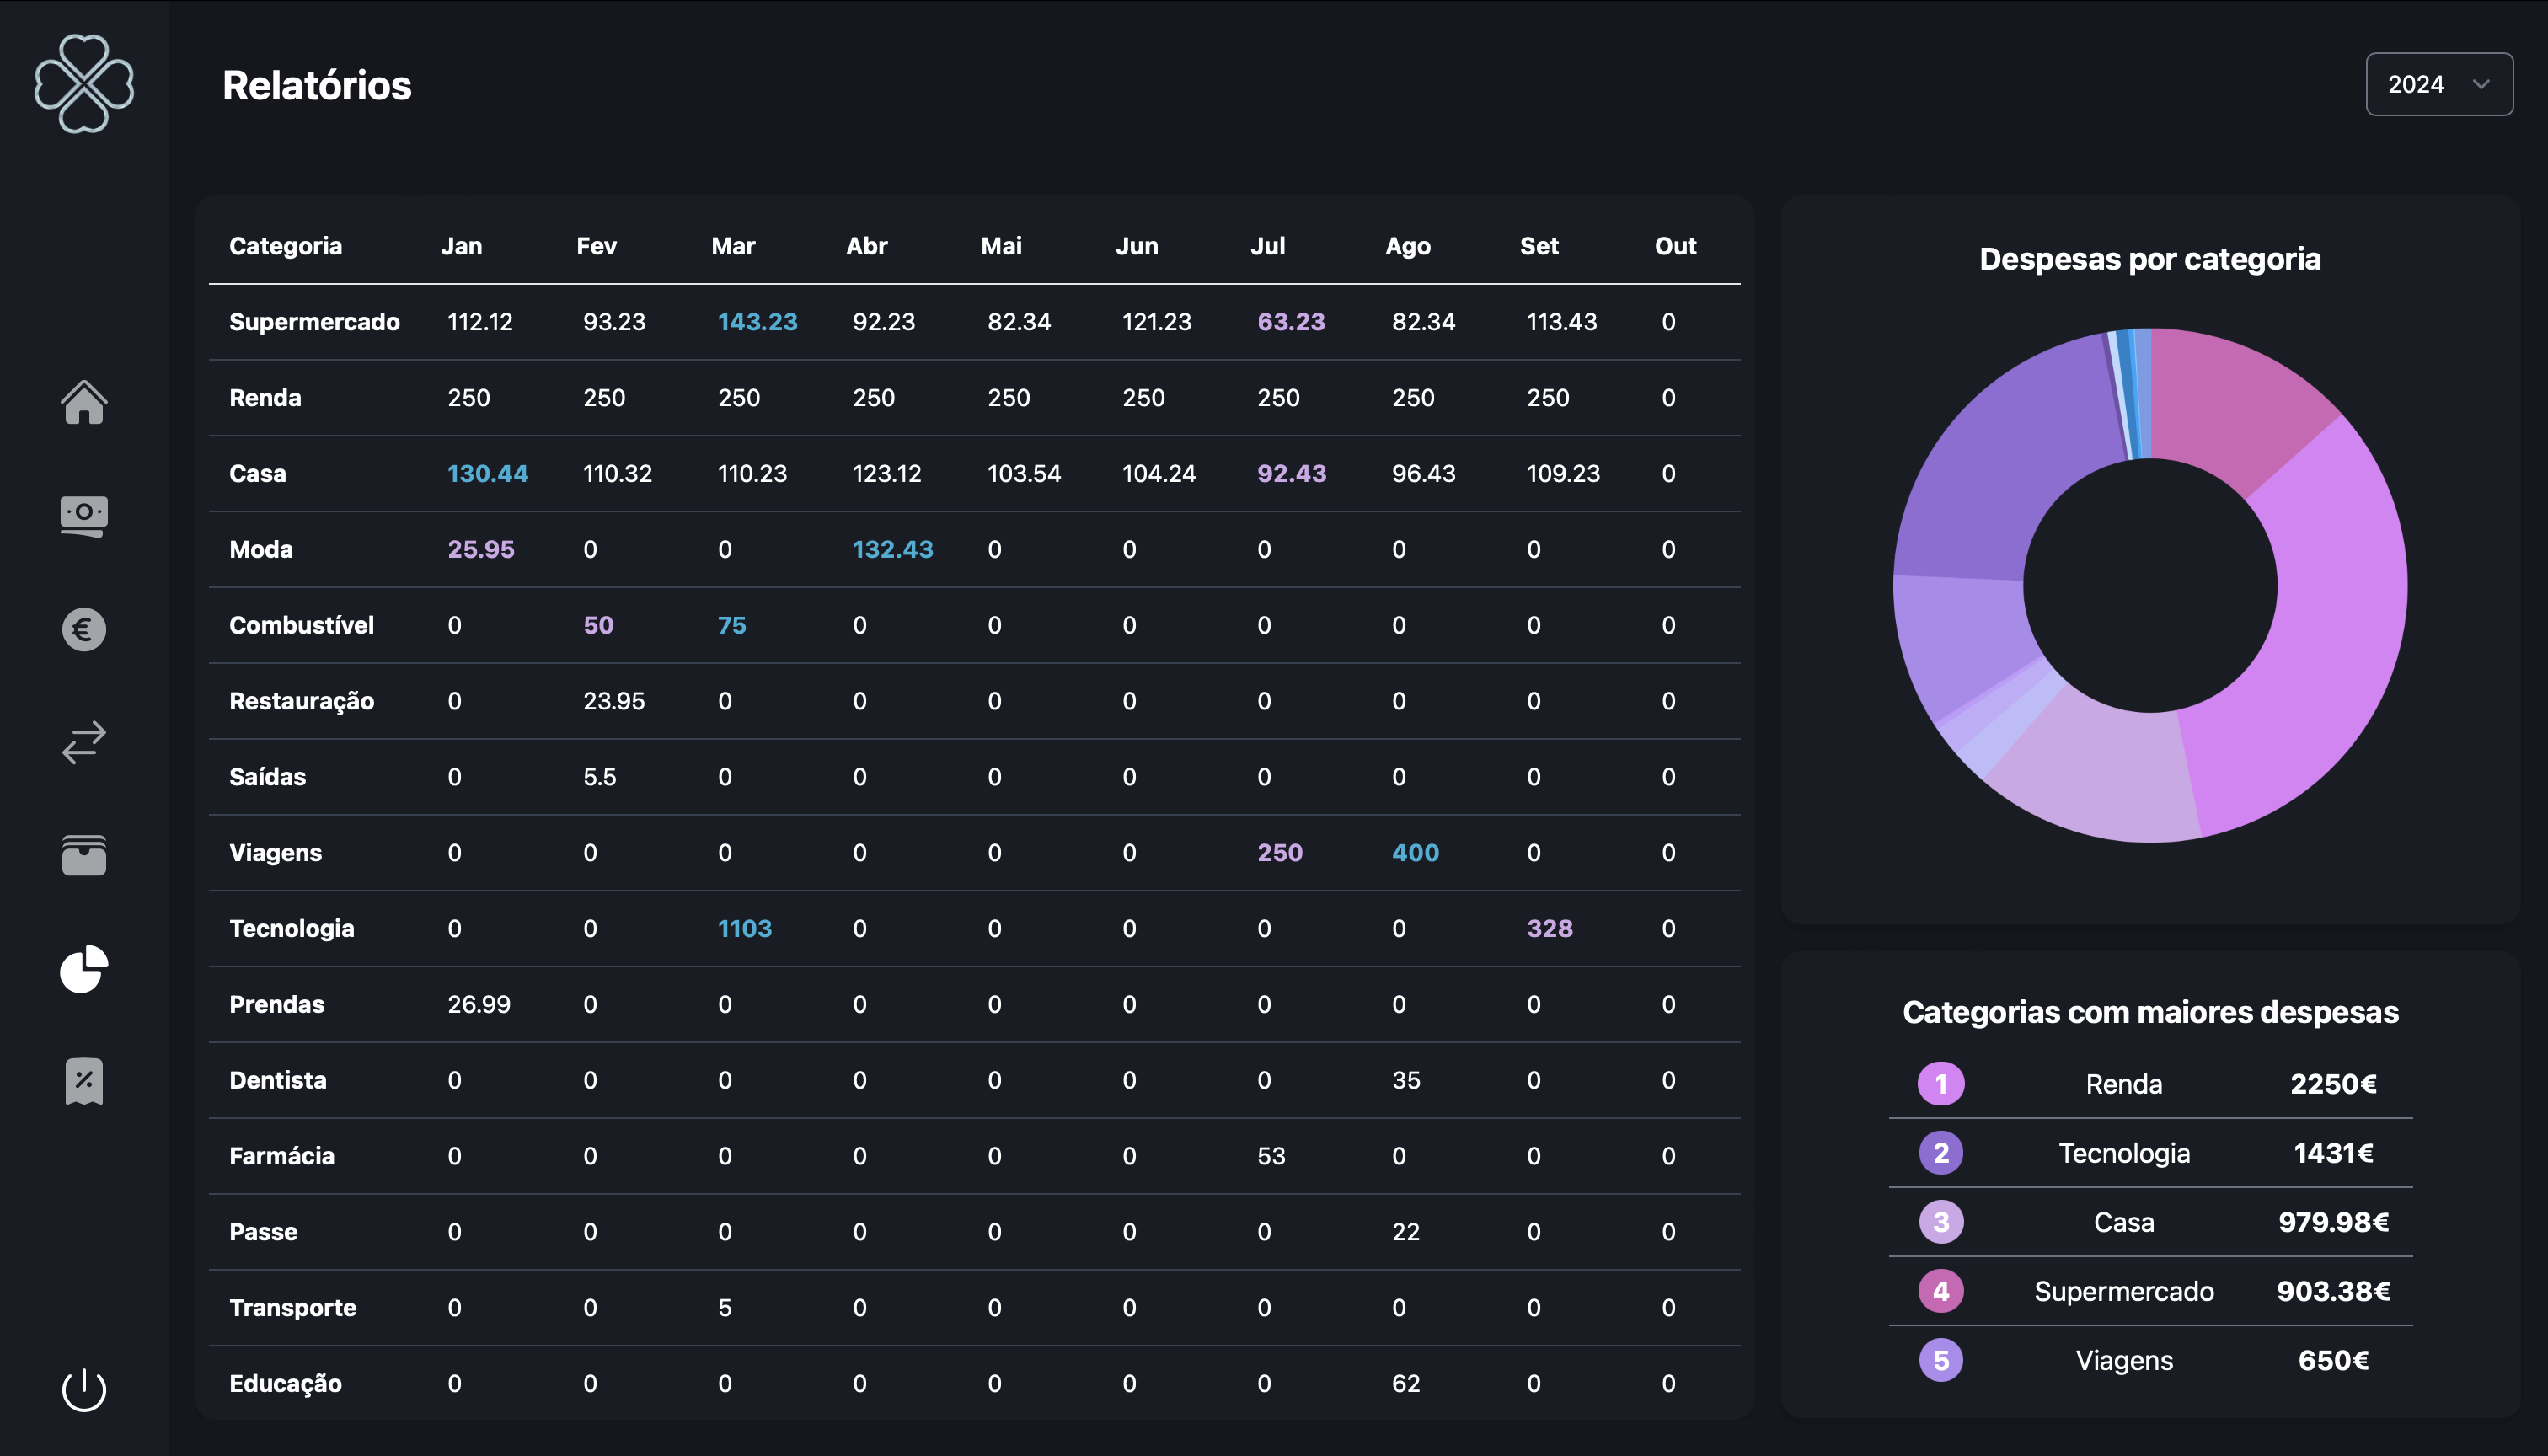 Relatórios
2024
Categoria Jan Fev Mar Abr Mai Jun Jul Ago Set Out
Supermercado 112.12 93.23 143.23 92.23 82.34 121.23 63.23 82.34 113.43 0
Renda 250 250 250 250 250 250 250 250 250 0
Casa 130.44 110.32 110.23 123.12 103.54 104.24 92.43 96.43 109.23 0
Moda 25.95 0 0 132.43 0 0 0 0 0 0
Combustível 0 50 75 0 0 0 0 0 0 0
Restauração 0 23.95 0 0 0 0 0 0 0 0
Saídas 0 5.5 0 0 0 0 0 0 0 0
Viagens 0 0 0 0 0 0 250 400 0 0
Tecnologia 0 0 1103 0 0 0 0 0 328 0
Prendas 26.99 0 0 0 0 0 0 0 0 0
Dentista 0 0 0 0 0 0 0 35 0 0
Farmácia 0 0 0 0 0 0 53 0 0 0
Passe 0 0 0 0 0 0 0 22 0 0
Transporte 0 0 5 0 0 0 0 0 0 0
Educação 0 0 0 0 0 0 0 62 0 0
Despesas por categoria
Categorias com maiores despesas
1 Renda 2250€
2 Tecnologia 1431€
3 Casa 979.98€
4 Supermercado 903.38€
5 Viagens 650€